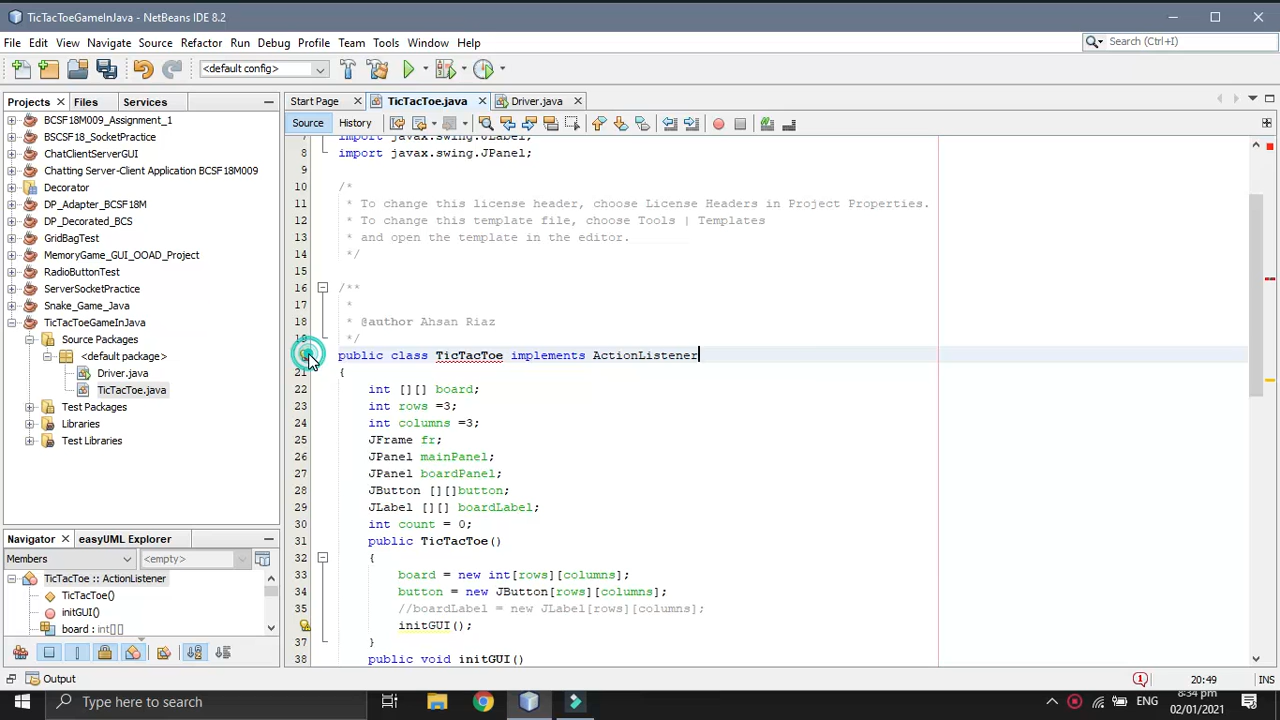 TicTacToeGameInJava - NetBeans IDE 8.2
File Edit View Navigate Source Refactor Run Debug Profile Team Tools Window Help
Search (Ctrl+I)
<default config>
Projects Files Services
Start Page TicTacToe.java Driver.java
Source History
BCSF18M009_Assignment_1
BSCSF18_SocketPractice
ChatClientServerGUI
Chatting Server-Client Application BCSF18M009
Decorator
DP_Adapter_BCSF18M
DP_Decorated_BCS
GridBagTest
MemoryGame_GUI_OOAD_Project
RadioButtonTest
ServerSocketPractice
Snake_Game_Java
TicTacToeGameInJava
Source Packages
<default package>
Driver.java
TicTacToe.java
Test Packages
Libraries
Test Libraries
Navigator easyUML Explorer
Members <empty>
TicTacToe :: ActionListener
TicTacToe()
initGUI()
board : int[][]
8 import javax.swing.JPanel;
9
10 /*
11 * To change this license header, choose License Headers in Project Properties.
12 * To change this template file, choose Tools | Templates
13 * and open the template in the editor.
14 */
15
16 /**
17 *
18 * @author Ahsan Riaz
19 */
public class TicTacToe implements ActionListener
21 {
22 int [][] board;
23 int rows =3;
24 int columns =3;
25 JFrame fr;
26 JPanel mainPanel;
27 JPanel boardPanel;
28 JButton [][]button;
29 JLabel [][] boardLabel;
30 int count = 0;
31 public TicTacToe()
32 {
33 board = new int[rows][columns];
34 button = new JButton[rows][columns];
35 //boardLabel = new JLabel[rows][columns];
initGUI();
37 }
38 public void initGUI()
Output
1
20:49 INS
Type here to search
ENG
8:34 pm
02/01/2021